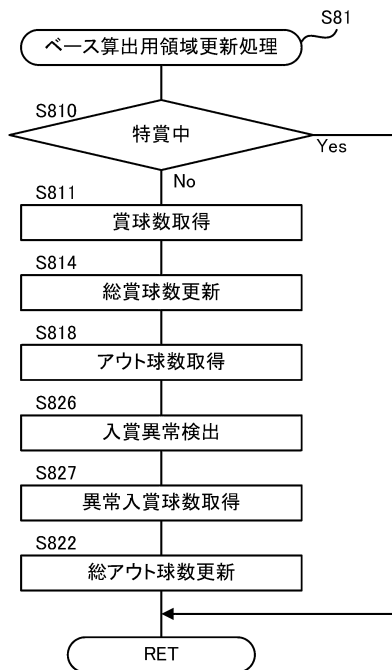 S81
ベース算出用領域更新処理
S810
特賞中
Yes
No
S811
賞球数取得
S814
総賞球数更新
S818
アウト球数取得
S826
入賞異常検出
S827
異常入賞球数取得
S822
総アウト球数更新
RET